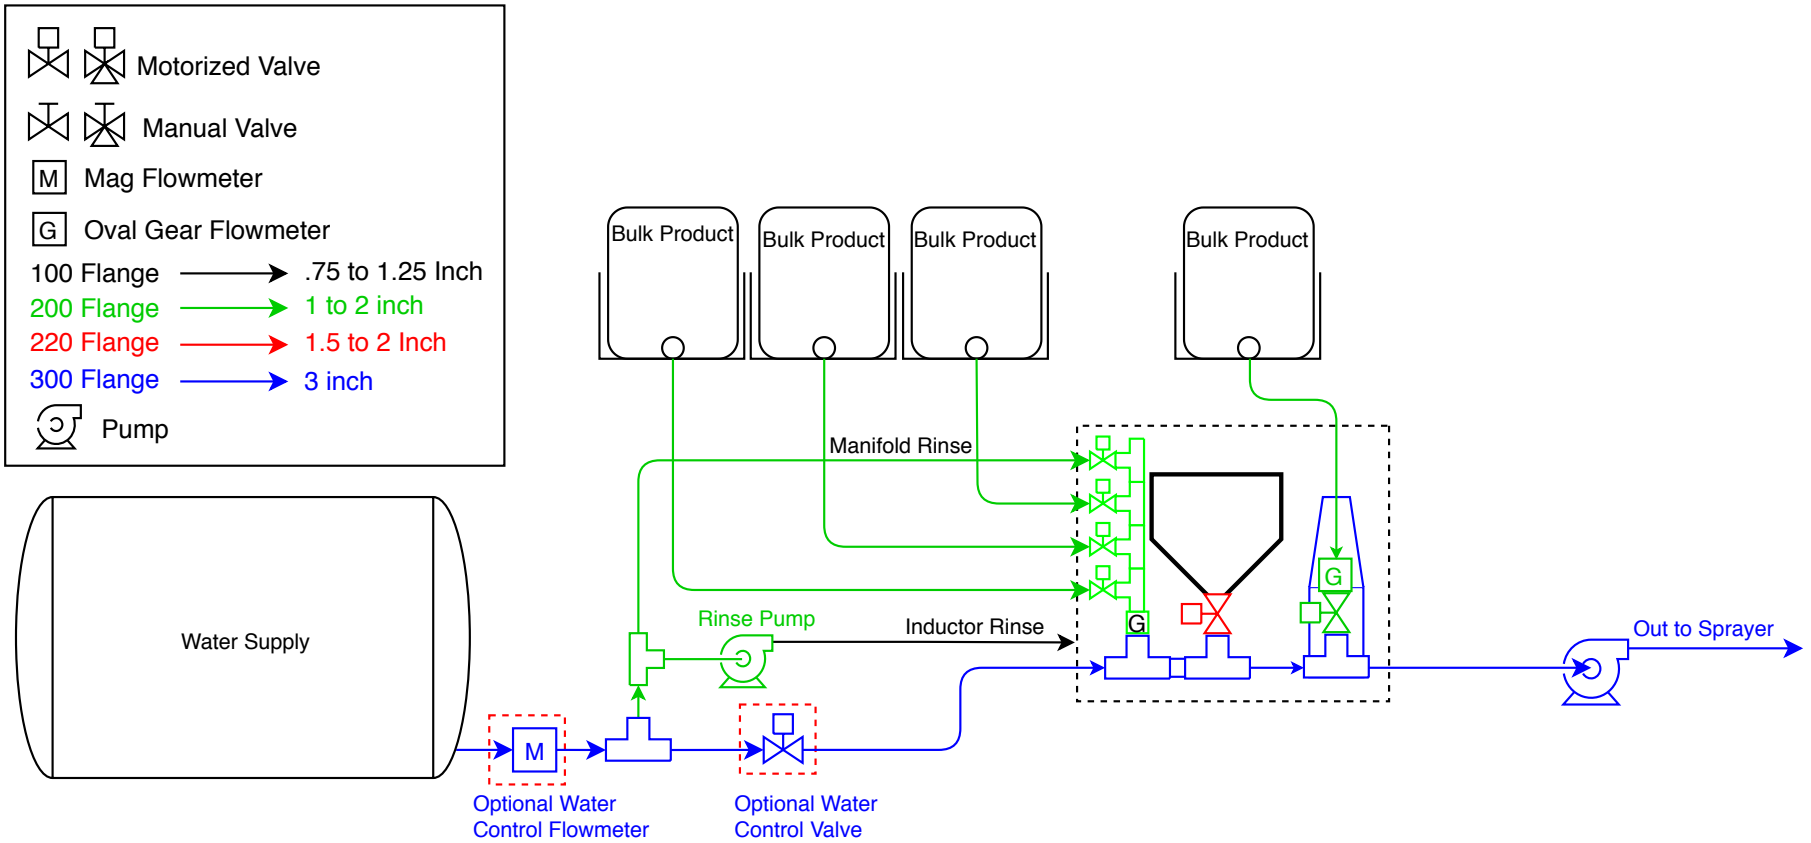 Motorized Valve
Manual Valve
M Mag Flowmeter
G Oval Gear Flowmeter
100 Flange .75 to 1.25 Inch
200 Flange 1 to 2 inch
220 Flange 1.5 to 2 Inch
300 Flange 3 inch
Pump
Bulk Product
Bulk Product
Bulk Product
Bulk Product
Manifold Rinse
G
Rinse Pump
G
Inductor Rinse
Out to Sprayer
Water Supply
M
Optional Water
Control Flowmeter
Optional Water
Control Valve